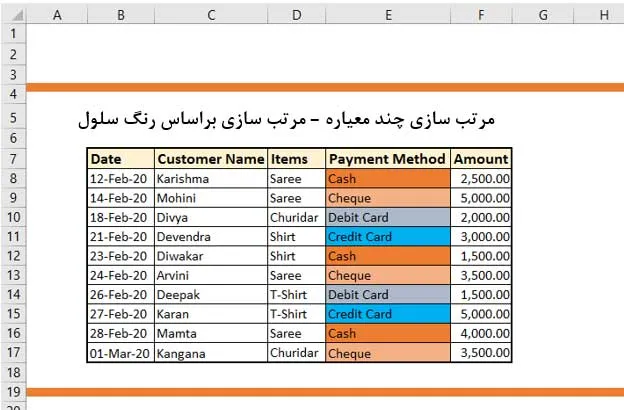 A B C D E F G H
1
2
3
4
5 مرتب سازی چند معیاره - مرتب سازی براساس رنگ سلول
6
7 Date Customer Name Items Payment Method Amount
8 12-Feb-20 Karishma Saree Cash 2,500.00
9 14-Feb-20 Mohini Saree Cheque 5,000.00
10 18-Feb-20 Divya Churidar Debit Card 2,000.00
11 21-Feb-20 Devendra Shirt Credit Card 3,000.00
12 23-Feb-20 Diwakar Shirt Cash 1,500.00
13 24-Feb-20 Arvini Saree Cheque 3,500.00
14 26-Feb-20 Deepak T-Shirt Debit Card 1,500.00
15 27-Feb-20 Karan T-Shirt Credit Card 5,000.00
16 28-Feb-20 Mamta Saree Cash 4,000.00
17 01-Mar-20 Kangana Churidar Cheque 3,500.00
18
19